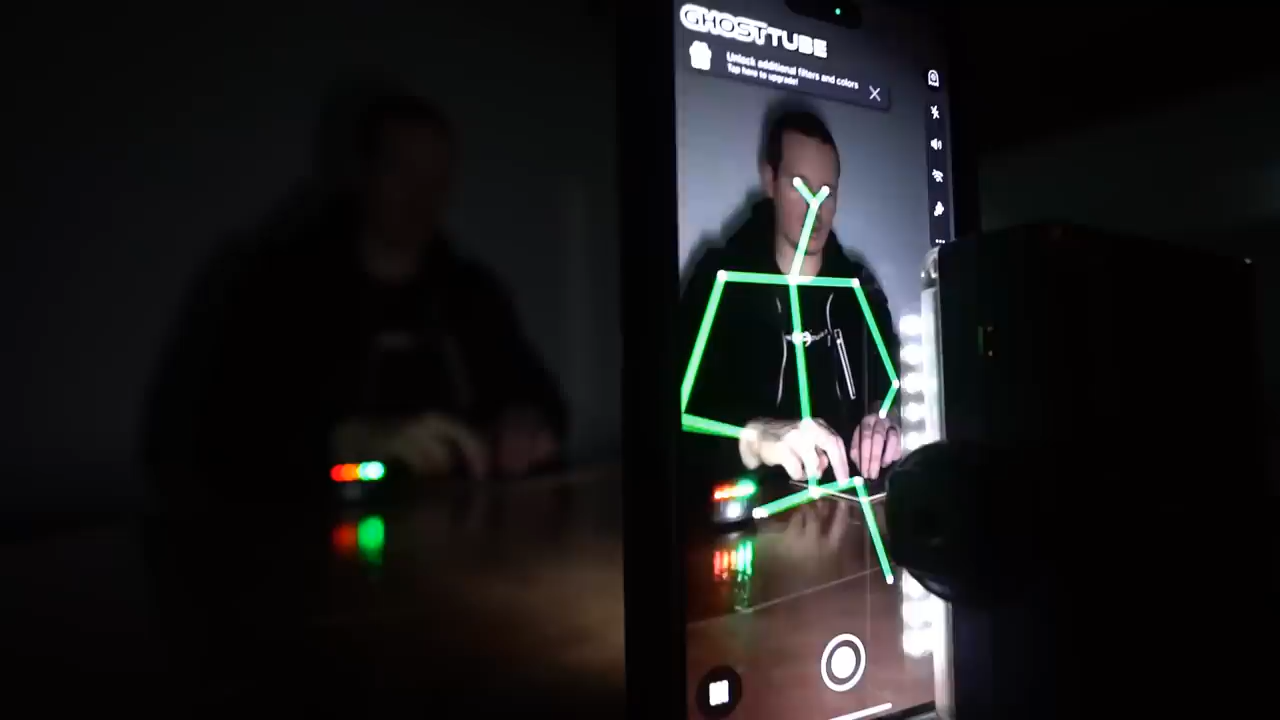 GHOSTTUBE
Unlock additional filters and colors
Tap here to upgrade!